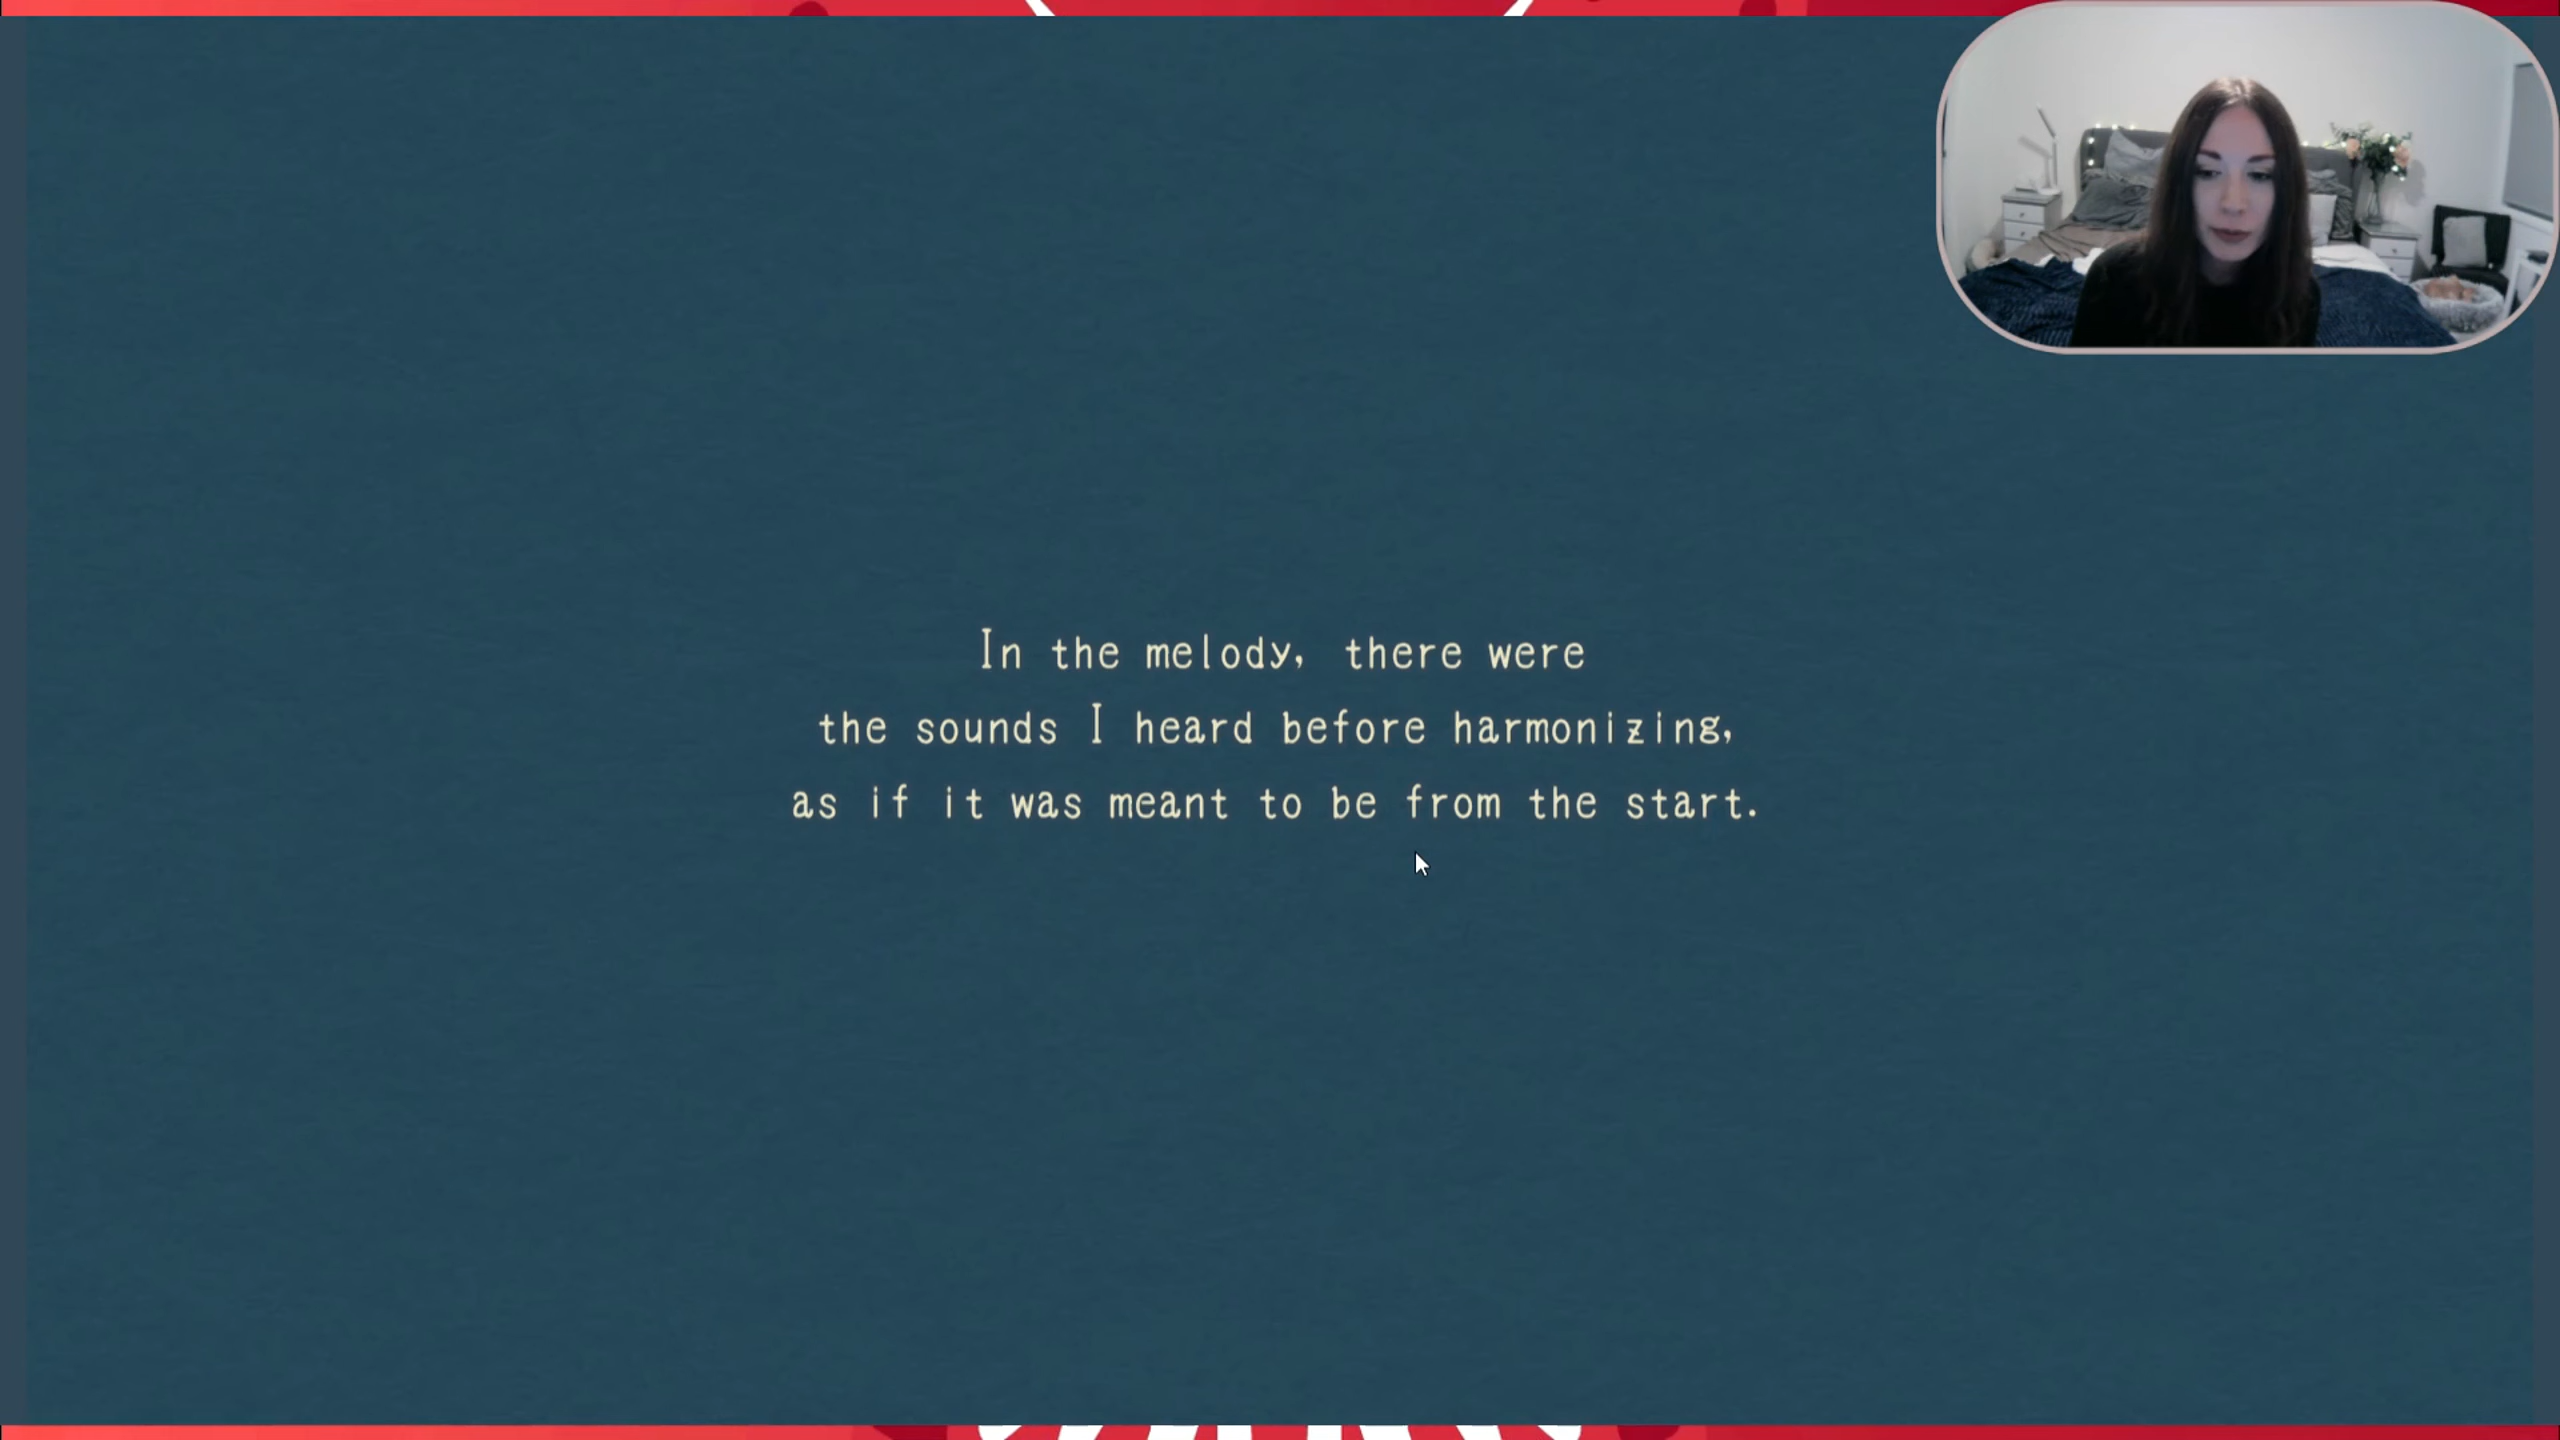 In the melody, there were
the sounds I heard before harmonizing,
as if it was meant to be from the start.